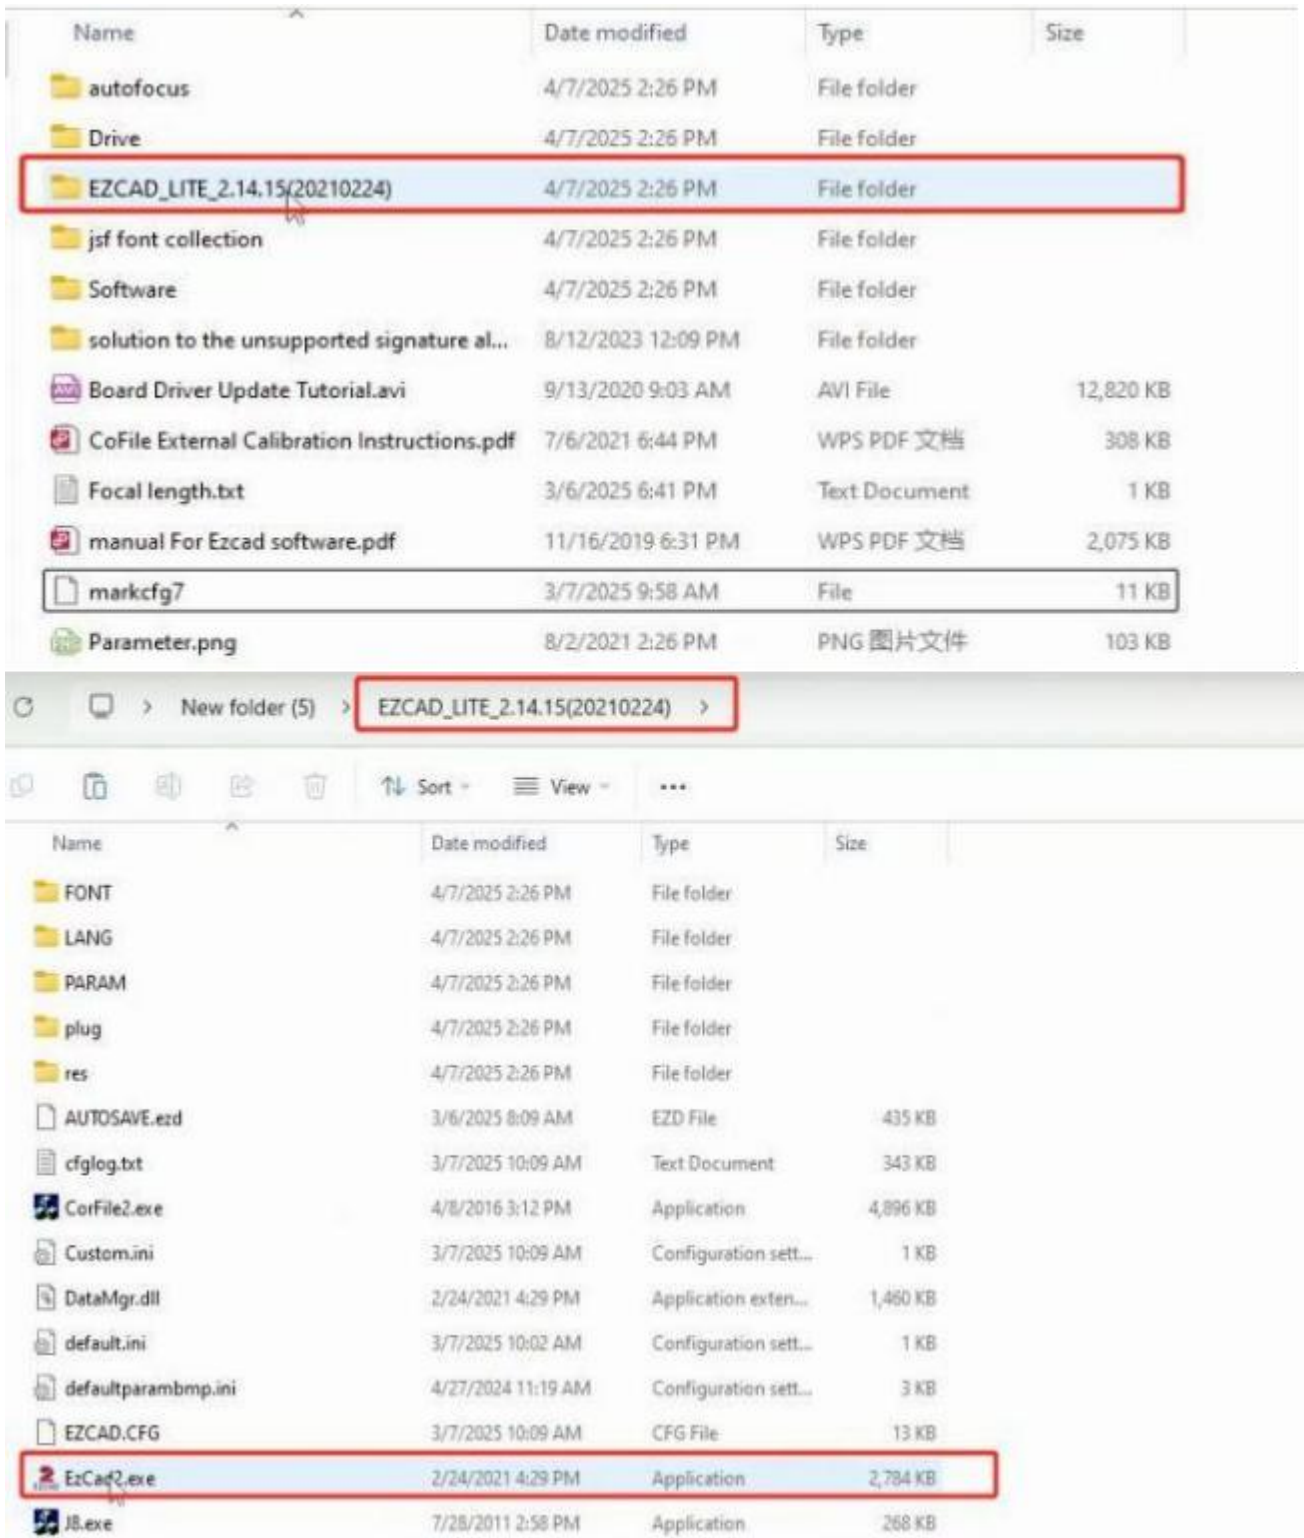 Name Date modified Type Size
autofocus 4/7/2025 2:26 PM File folder
Drive 4/7/2025 2:26 PM File folder
EZCAD_LITE_2.14.15(20210224) 4/7/2025 2:26 PM File folder
jsf font collection 4/7/2025 2:26 PM File folder
Software 4/7/2025 2:26 PM File folder
solution to the unsupported signature al... 8/12/2023 12:09 PM File folder
Board Driver Update Tutorial.avi 9/13/2020 9:03 AM AVI File 12,820 KB
CoFile External Calibration Instructions.pdf 7/6/2021 6:44 PM WPS PDF 文档 308 KB
Focal length.txt 3/6/2025 6:41 PM Text Document 1 KB
manual For Ezcad software.pdf 11/16/2019 6:31 PM WPS PDF 文档 2,075 KB
markcfg7 3/7/2025 9:58 AM File 11 KB
Parameter.png 8/2/2021 2:26 PM PNG 图片文件 103 KB
New folder (5) EZCAD_LITE_2.14.15(20210224)
Sort View ...
Name Date modified Type Size
FONT 4/7/2025 2:26 PM File folder
LANG 4/7/2025 2:26 PM File folder
PARAM 4/7/2025 2:26 PM File folder
plug 4/7/2025 2:26 PM File folder
res 4/7/2025 2:26 PM File folder
AUTOSAVE.ezd 3/6/2025 8:09 AM EZD File 435 KB
cfglog.txt 3/7/2025 10:09 AM Text Document 343 KB
CorFile2.exe 4/8/2016 3:12 PM Application 4,896 KB
Custom.ini 3/7/2025 10:09 AM Configuration sett... 1 KB
DataMgr.dll 2/24/2021 4:29 PM Application exten... 1,460 KB
default.ini 3/7/2025 10:02 AM Configuration sett... 1 KB
defaultparambmp.ini 4/27/2024 11:19 AM Configuration sett... 3 KB
EZCAD.CFG 3/7/2025 10:09 AM CFG File 13 KB
EzCad2.exe 2/24/2021 4:29 PM Application 2,784 KB
JB.exe 7/28/2011 2:58 PM Application 268 KB